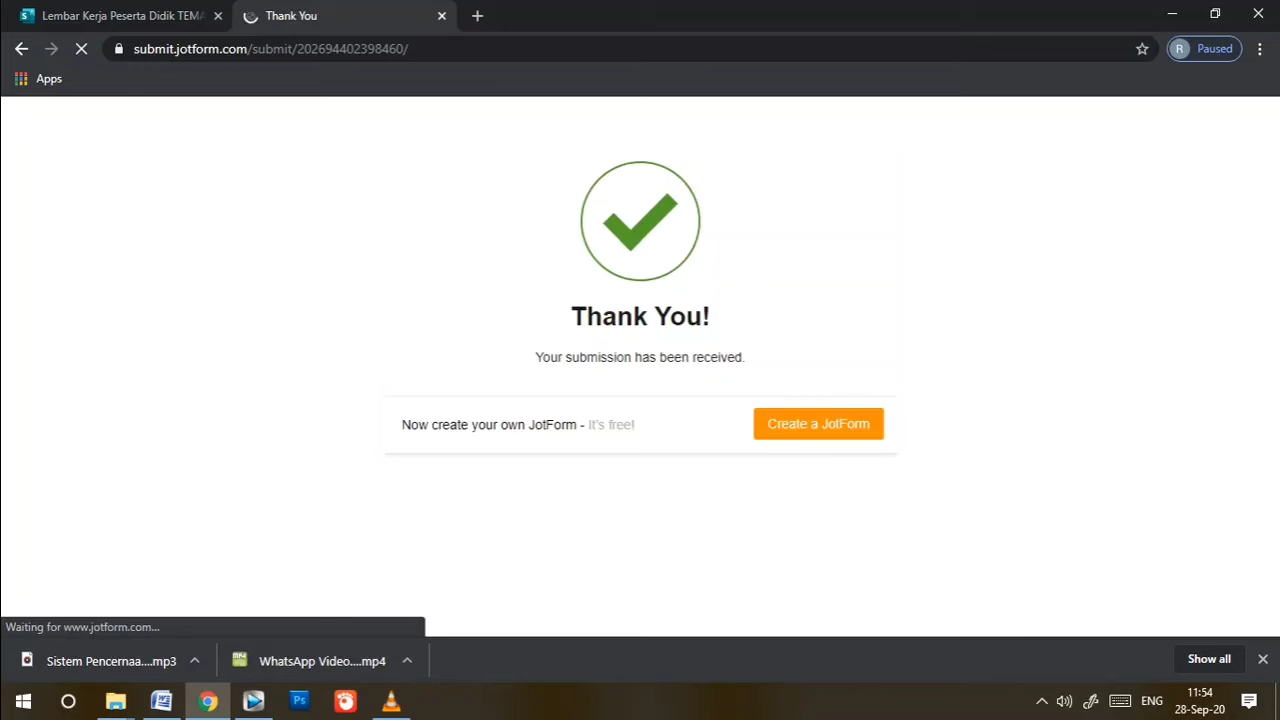 Lembar Kerja Peserta Didik TEMA
Thank You
submit.jotform.com/submit/202694402398460/
R Paused
Apps
Thank You!
Your submission has been received.
Now create your own JotForm - It's free!
Create a JotForm
Waiting for www.jotform.com...
Sistem Pencernaa....mp3
WhatsApp Video....mp4
Show all
Ps
ENG
11:54
28-Sep-20